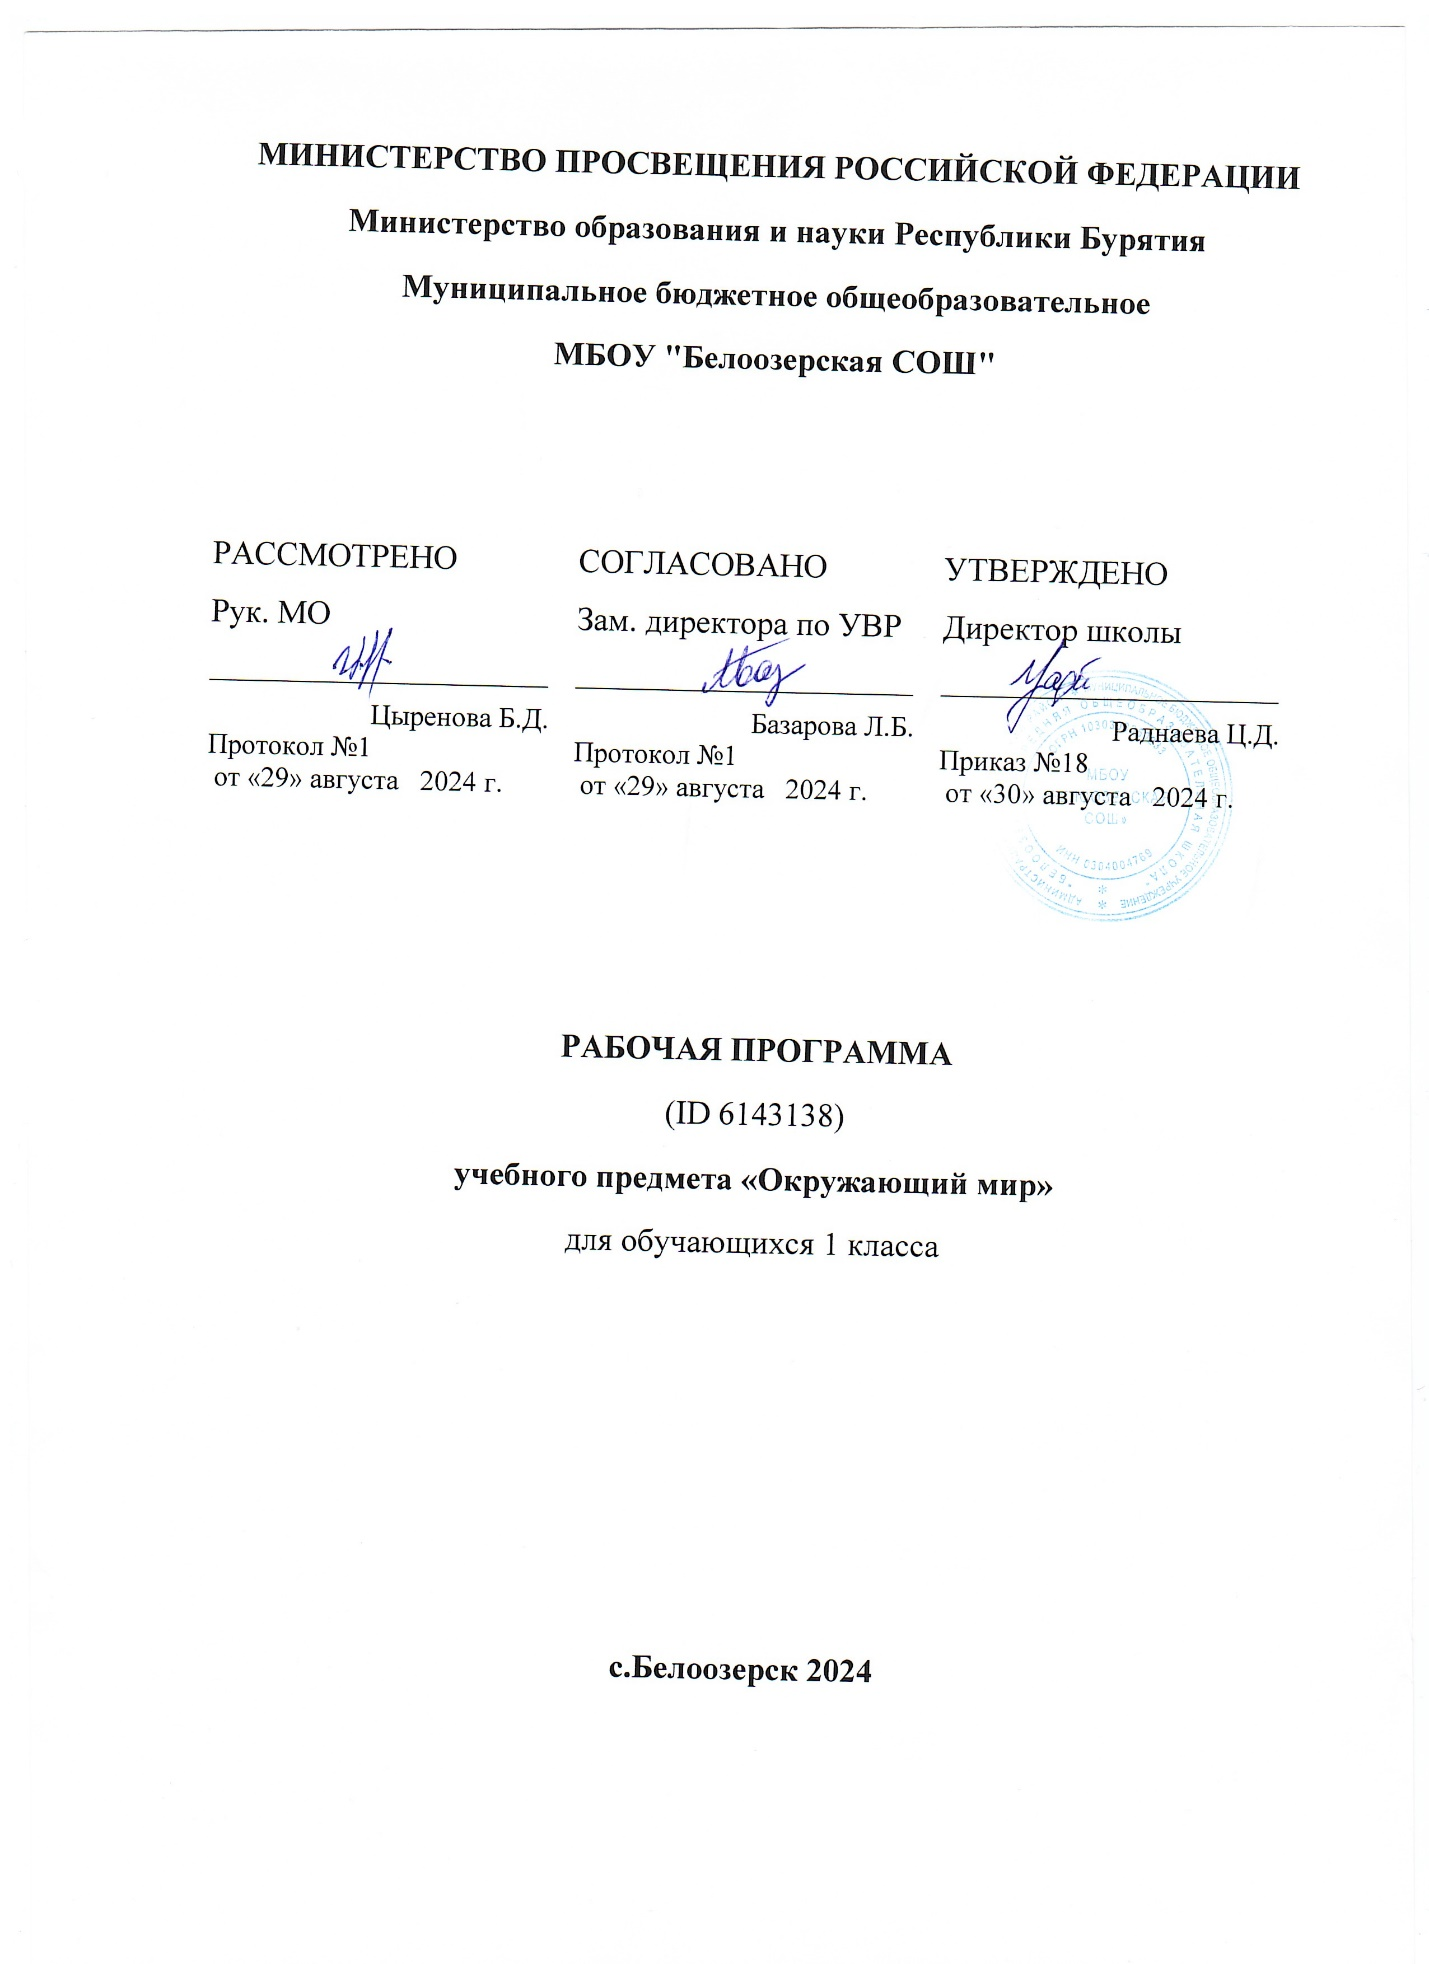 МИНИСТЕРСТВО ПРОСВЕЩЕНИЯ РОССИЙСКОЙ ФЕДЕРАЦИИ
Министерство образования и науки Республики Бурятия
Муниципальное бюджетное общеобразовательное
МБОУ "Белоозерская СОШ"
РАССМОТРЕНО
Рук. МО
Цыренова Б.Д.
Протокол №1
от «29» августа 2024 г.
СОГЛАСОВАНО
Зам. директора по УВР
Базарова Л.Б.
Протокол №1
от «29» августа 2024 г.
УТВЕРЖДЕНО
Директор школы
Раднаева Ц.Д.
Приказ №18
от «30» августа 2024 г.
МБОУ
СОШ»
ИНН 0304004769
РАБОЧАЯ ПРОГРАММА
(ID 6143138)
учебного предмета «Окружающий мир»
для обучающихся 1 класса
с.Белоозерск 2024